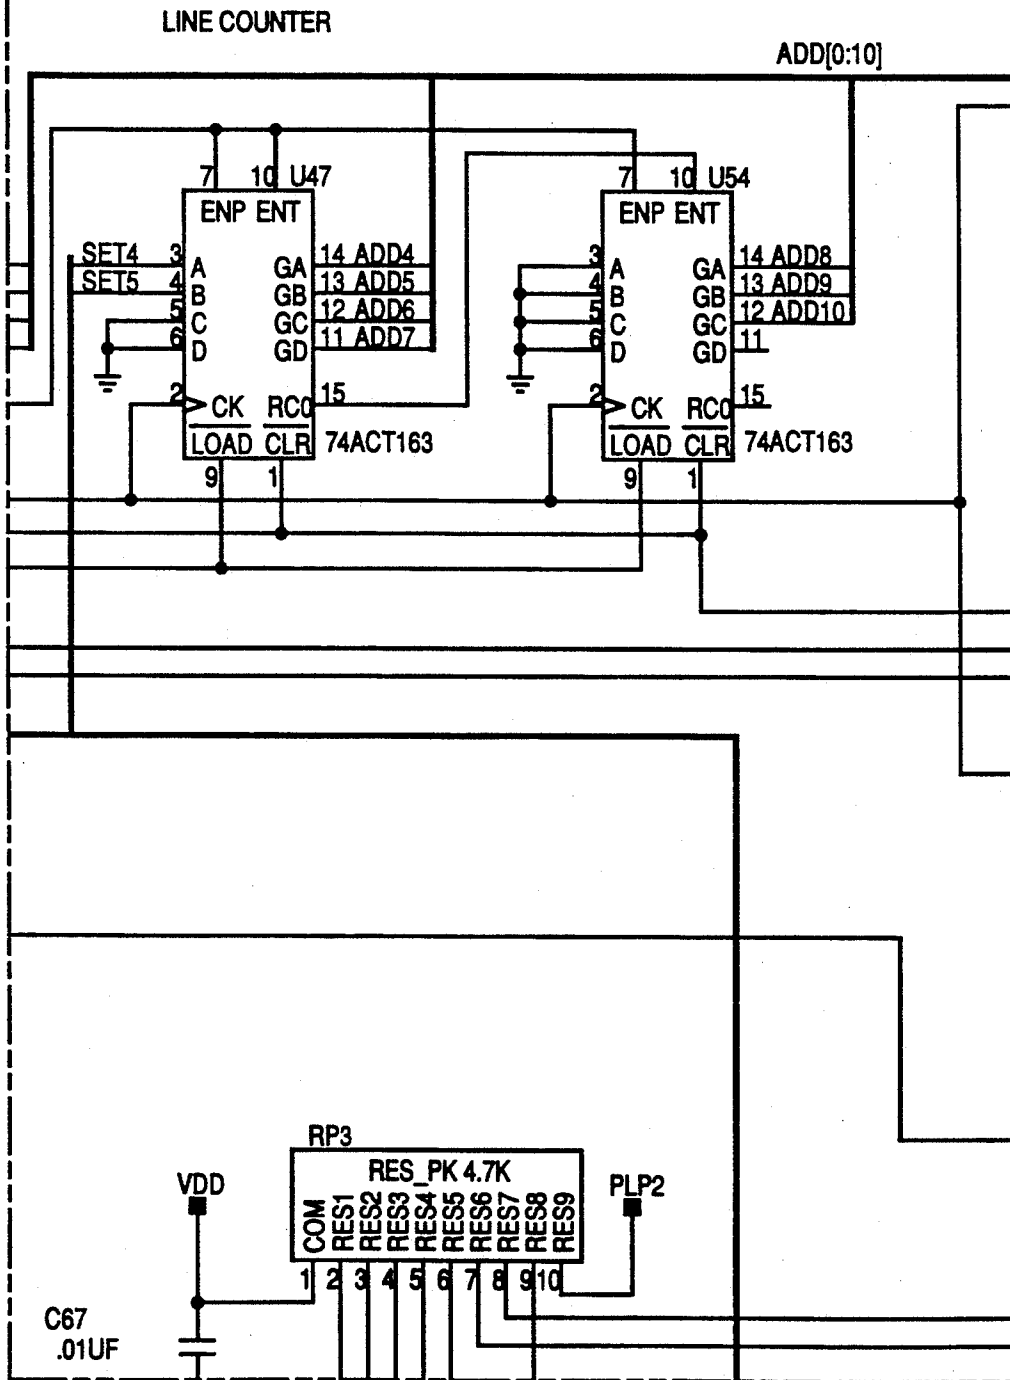 LINE COUNTER
ADD[0:10]
7 10 U47
ENP ENT
SET4 3 A GA 14 ADD4
SET5 4 B GB 13 ADD5
5 C GC 12 ADD6
6 D GD 11 ADD7
2 CK RC0 15
LOAD CLR 74ACT163
9 1
7 10 U54
ENP ENT
3 A GA 14 ADD8
4 B GB 13 ADD9
5 C GC 12 ADD10
6 D GD 11
2 CK RC0 15
LOAD CLR 74ACT163
9 1
RP3
RES_PK 4.7K
VDD
PLP2
COM RES1 RES2 RES3 RES4 RES5 RES6 RES7 RES8 RES9
1 2 3 4 5 6 7 8 9 10
C67
.01UF